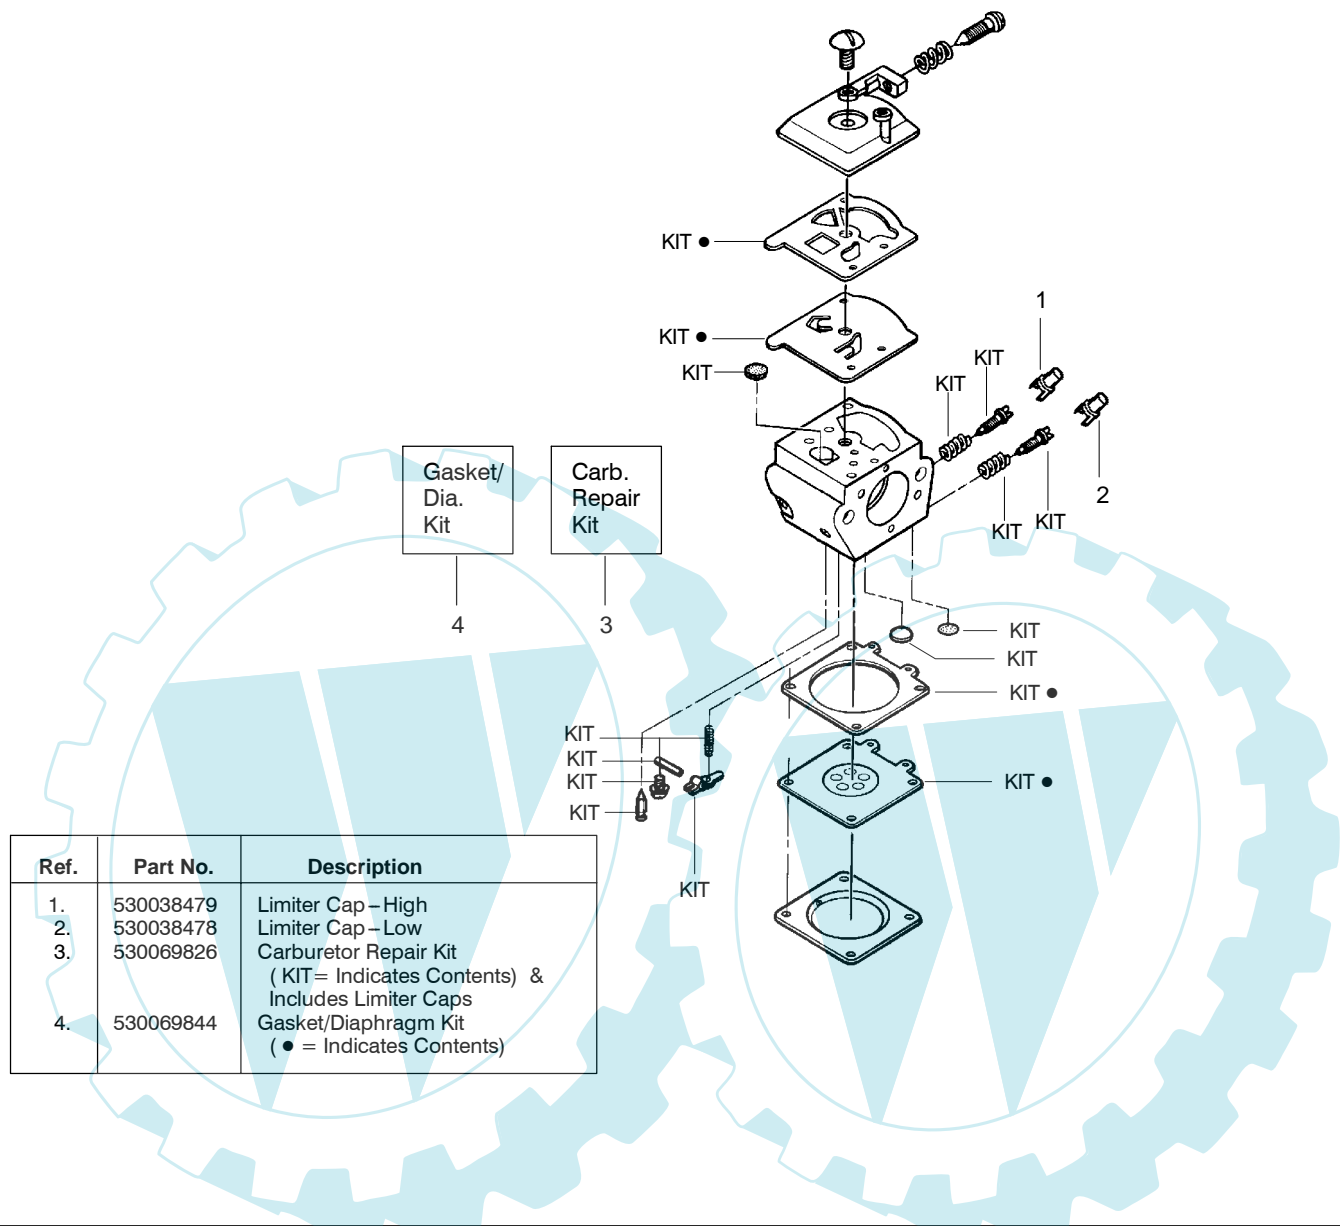 KIT ●
KIT ●
KIT
1
KIT
KIT
2
KIT
KIT
Gasket/
Dia.
Kit
4
Carb.
Repair
Kit
3
KIT
KIT
KIT ●
KIT
KIT
KIT
KIT
KIT ●
KIT
Ref. Part No. Description
1. 530038479 Limiter Cap–High
2. 530038478 Limiter Cap–Low
3. 530069826 Carburetor Repair Kit
( KIT= Indicates Contents) &
Includes Limiter Caps
4. 530069844 Gasket/Diaphragm Kit
( ● = Indicates Contents)